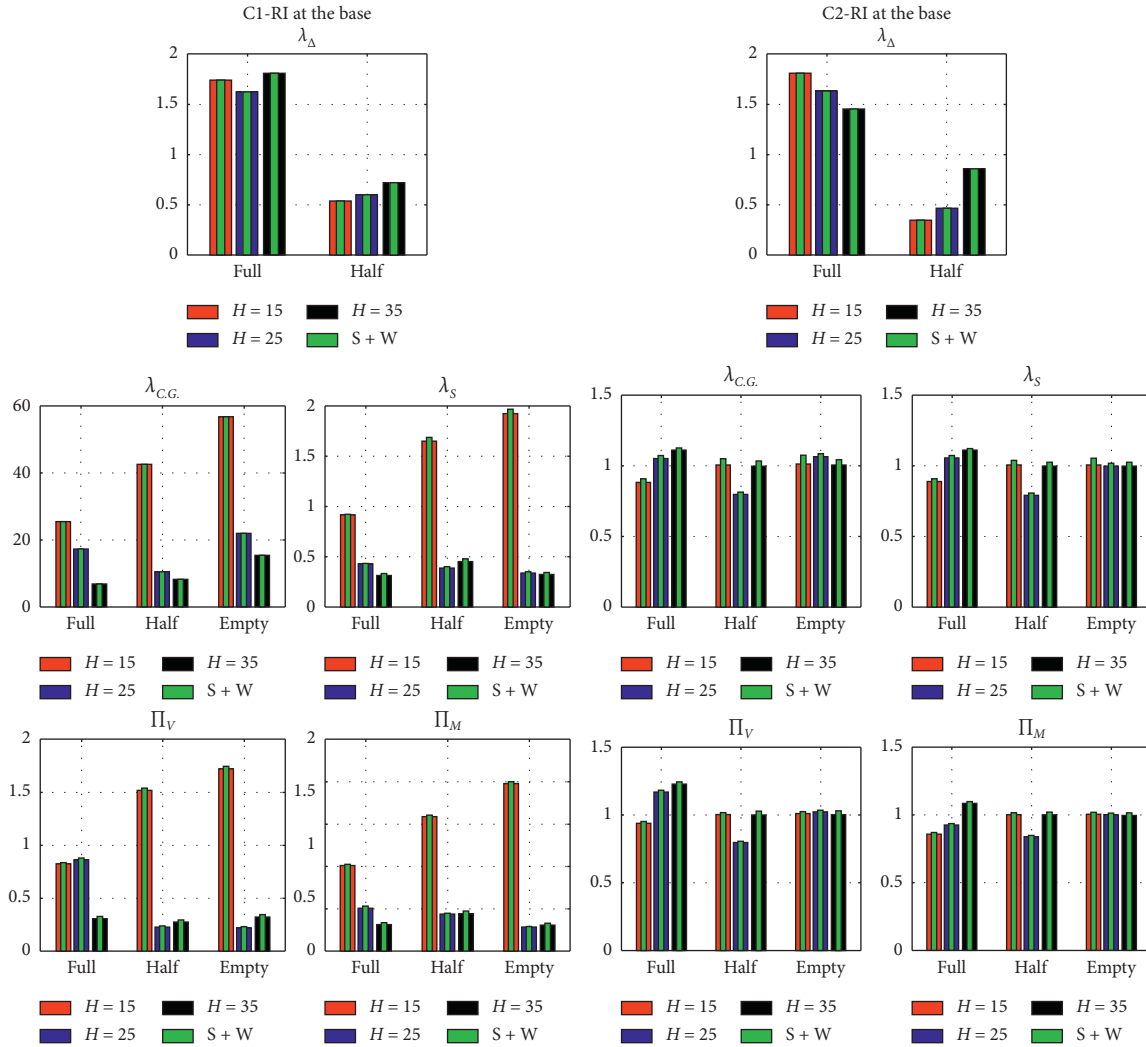 C1-RI at the base
λ_Δ
2
1.5
1
0.5
0
Full Half
H = 15 H = 35
H = 25 S + W
C2-RI at the base
λ_Δ
2
1.5
1
0.5
0
Full Half
H = 15 H = 35
H = 25 S + W
λ_C.G.
60
40
20
0
Full Half Empty
H = 15 H = 35
H = 25 S + W
λ_S
2
1.5
1
0.5
0
Full Half Empty
H = 15 H = 35
H = 25 S + W
λ_C.G.
1.5
1
0.5
0
Full Half Empty
H = 15 H = 35
H = 25 S + W
λ_S
1.5
1
0.5
0
Full Half Empty
H = 15 H = 35
H = 25 S + W
Π_V
2
1.5
1
0.5
0
Full Half Empty
H = 15 H = 35
H = 25 S + W
Π_M
2
2
1
1
0
0
Full Half Empty
H = 15 H = 35
H = 25 S + W
Π_V
1.5
1
0.5
0
Full Half Empty
H = 15 H = 35
H = 25 S + W
Π_M
1.5
1
0.5
0
Full Half Empty
H = 15 H = 35
H = 25 S + W